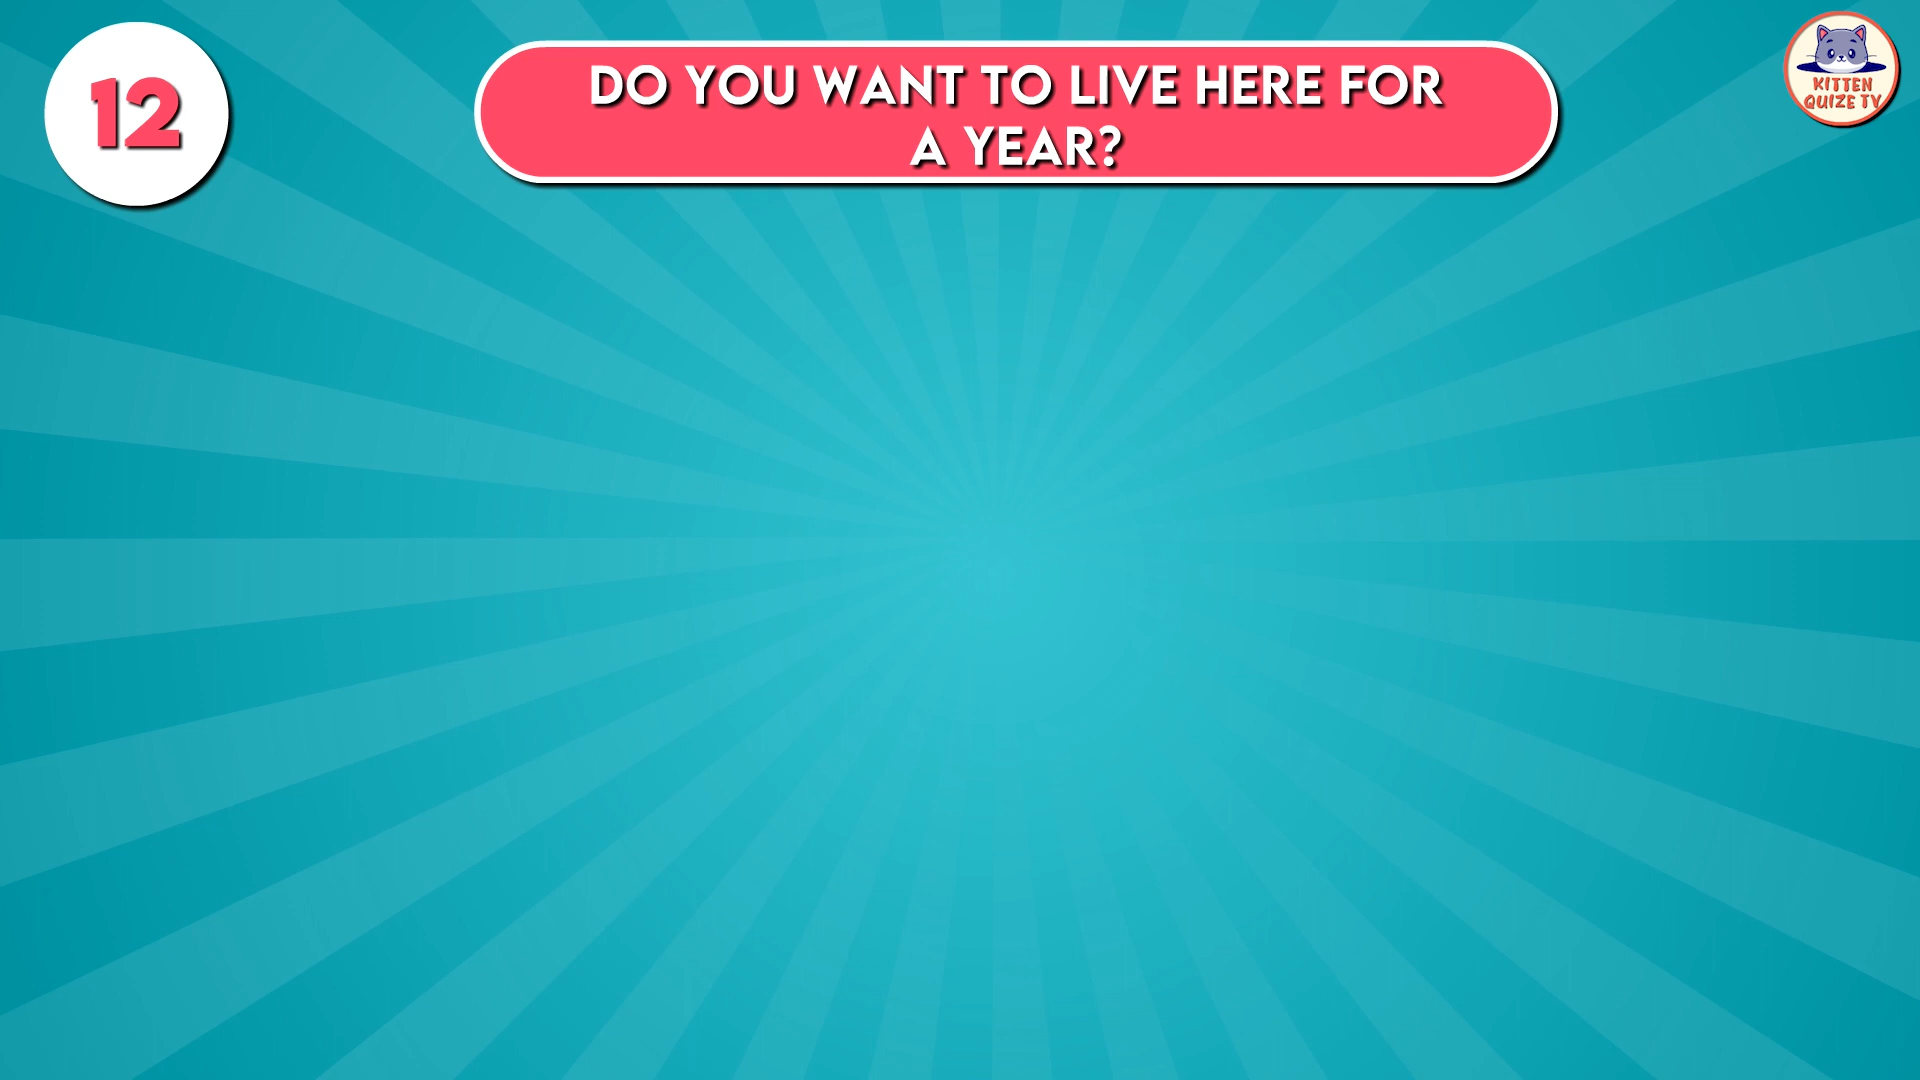 12
DO YOU WANT TO LIVE HERE FOR
A YEAR?
KITTEN
QUIZE TV